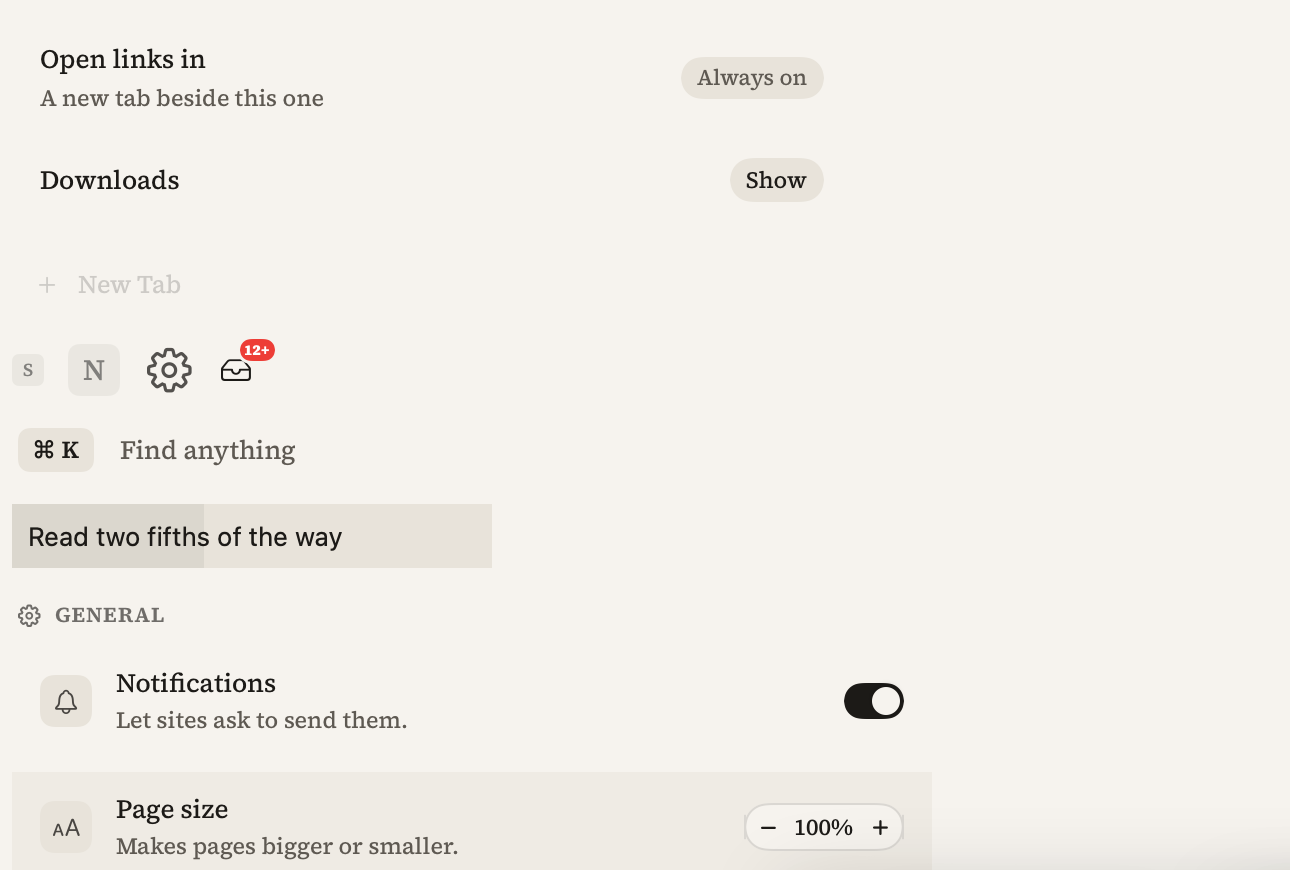 Open links in
A new tab beside this one
Always on
Downloads
Show
+ New Tab
S
N
12+
⌘ K
Find anything
Read two fifths of the way
GENERAL
Notifications
Let sites ask to send them.
AA
Page size
Makes pages bigger or smaller.
− 100% +